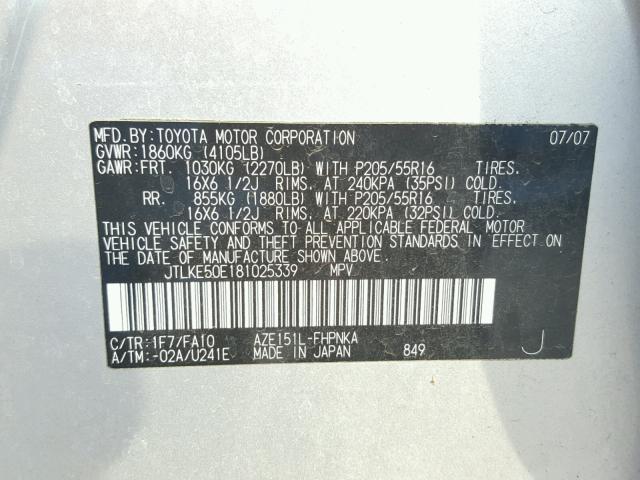 MFD.BY:TOYOTA MOTOR CORPORATION 07/07
GVWR:1860KG (4105LB)
GAWR:FRT. 1030KG (2270LB) WITH P205/55R16 TIRES.
16X6 1/2J RIMS. AT 240KPA (35PSI) COLD.
RR. 855KG (1880LB) WITH P205/55R16 TIRES.
16X6 1/2J RIMS. AT 220KPA (32PSI) COLD.
THIS VEHICLE CONFORMS TO ALL APPLICABLE FEDERAL MOTOR
VEHICLE SAFETY AND THEFT PREVENTION STANDARDS IN EFFECT ON
THE DATE OF MANUFACTURE SHOWN ABOVE.
JTLKE50E181025339 MPV
C/TR:1F7/FA10 AZE151L-FHPNKA
A/TM:-02A/U241E MADE IN JAPAN 849 J